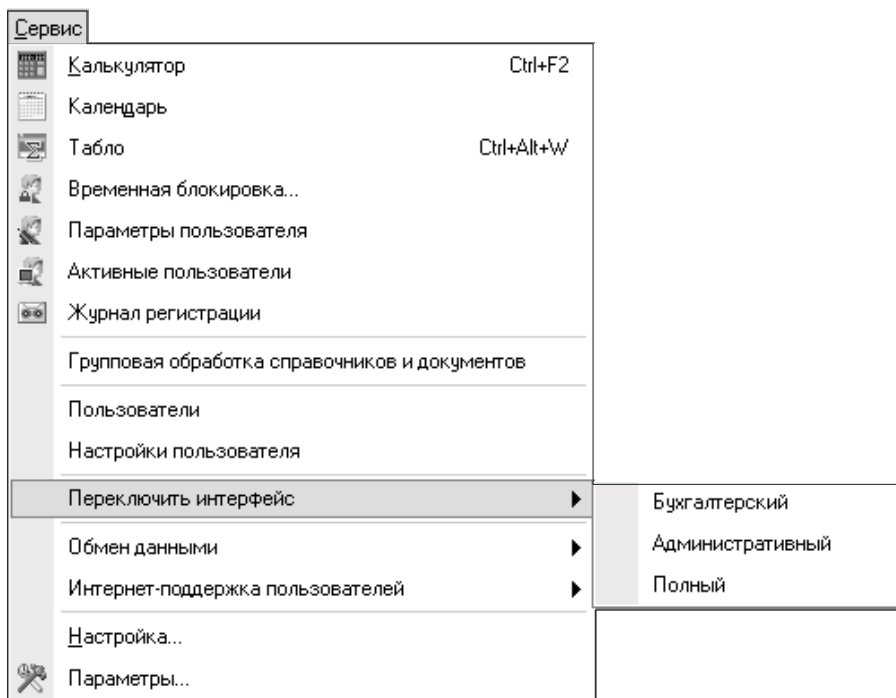 Сервис
Калькулятор Ctrl+F2
Календарь
Табло Ctrl+Alt+W
Временная блокировка...
Параметры пользователя
Активные пользователи
Журнал регистрации
Групповая обработка справочников и документов
Пользователи
Настройки пользователя
Переключить интерфейс
Бухгалтерский
Административный
Полный
Обмен данными
Интернет-поддержка пользователей
Настройка...
Параметры...